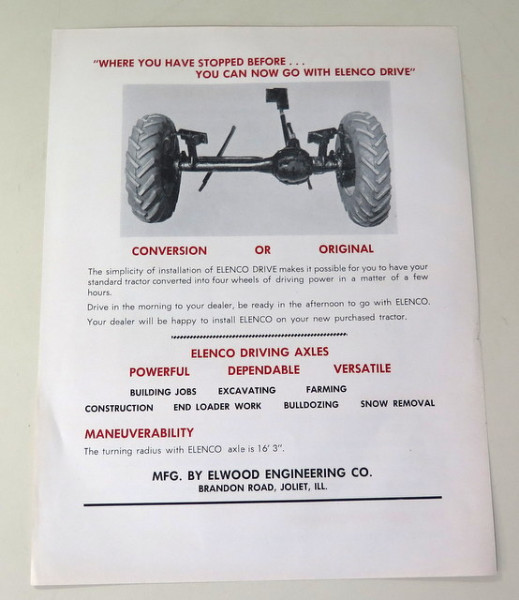 "WHERE YOU HAVE STOPPED BEFORE...
YOU CAN NOW GO WITH ELENCO DRIVE"
CONVERSION OR ORIGINAL
The simplicity of installation of ELENCO DRIVE makes it possible for you to have your
standard tractor converted into four wheels of driving power in a matter of a few
hours.
Drive in the morning to your dealer, be ready in the afternoon to go with ELENCO.
Your dealer will be happy to install ELENCO on your new purchased tractor.
ELENCO DRIVING AXLES
POWERFUL DEPENDABLE VERSATILE
BUILDING JOBS EXCAVATING FARMING
CONSTRUCTION END LOADER WORK BULLDOZING SNOW REMOVAL
MANEUVERABILITY
The turning radius with ELENCO axle is 16' 3".
MFG. BY ELWOOD ENGINEERING CO.
BRANDON ROAD, JOLIET, ILL.